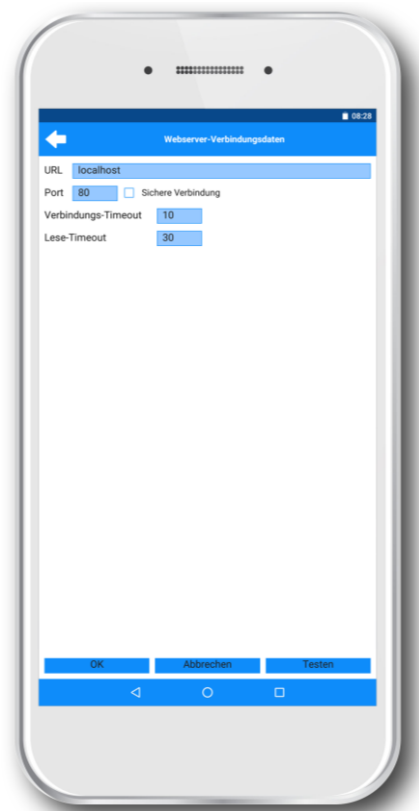 08:28
Webserver-Verbindungsdaten
URL localhost
Port 80 Sichere Verbindung
Verbindungs-Timeout 10
Lese-Timeout 30
OK Abbrechen Testen